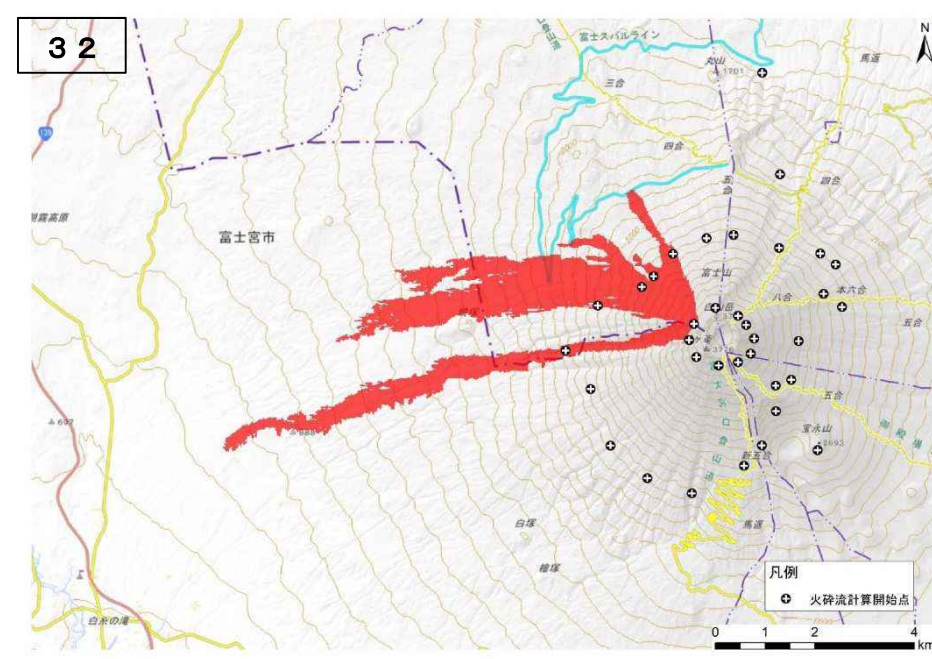 32
N
富士スバルライン
丸山
1701
馬返
三合
139
四合
五合
四合
富士宮市
富士山
八合
本六合
五合
3776
五合
宝永山
2693
新五合
馬返
白塚
檜塚
白糸の滝
凡例
火砕流計算開始点
0 1 2 4
km